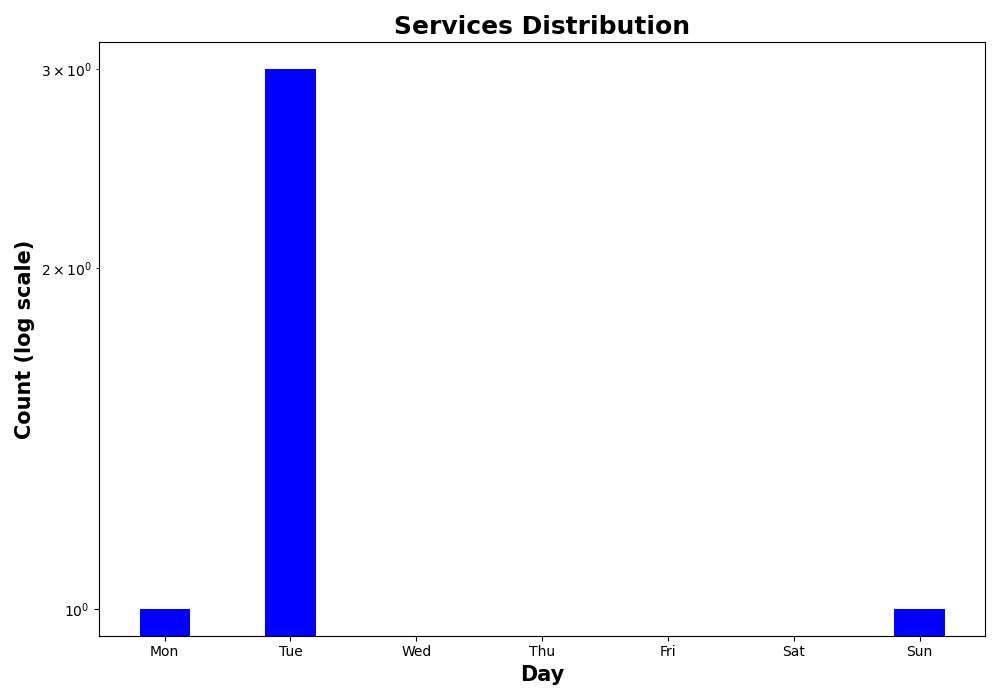 Services Distribution
3 × 10⁰
2 × 10⁰
10⁰
Count (log scale)
Mon Tue Wed Thu Fri Sat Sun
Day